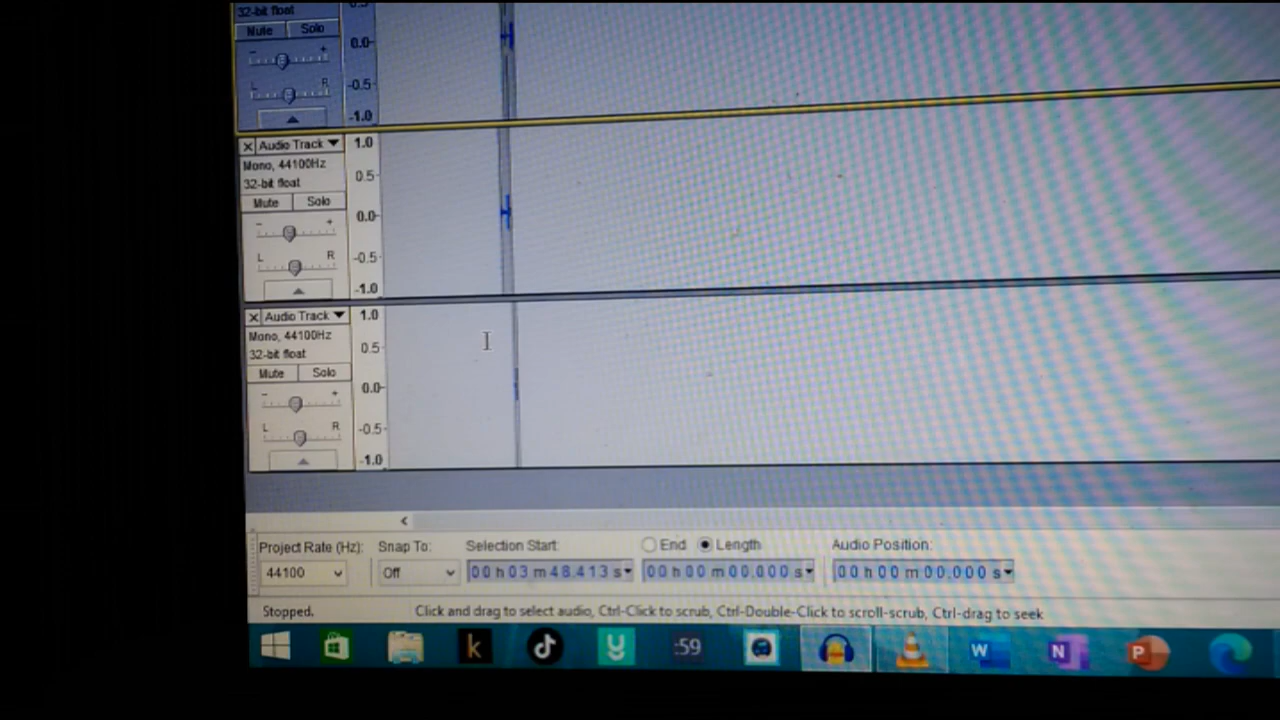 32-bit float
Mute Solo
- +
L R
0.0
-0.5
-1.0
X Audio Track
Mono, 44100Hz
32-bit float
Mute Solo
- +
L R
1.0
0.5
0.0
-0.5
-1.0
X Audio Track
Mono, 44100Hz
32-bit float
Mute Solo
- +
L R
1.0
0.5
0.0
-0.5
-1.0
Project Rate (Hz): Snap To: Selection Start: End Length Audio Position:
44100 Off 00 h 03 m 48.413 s 00 h 00 m 00.000 s 00 h 00 m 00.000 s
Stopped. Click and drag to select audio, Ctrl-Click to scrub, Ctrl-Double-Click to scroll-scrub, Ctrl-drag to seek
k :59 W N P